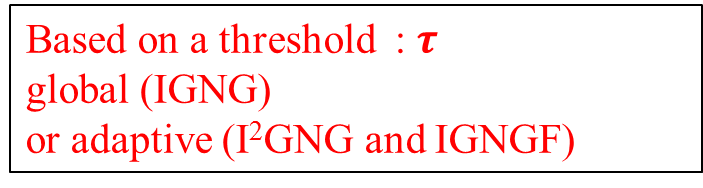 Based on a threshold : τ
global (IGNG)
or adaptive (I²GNG and IGNGF)